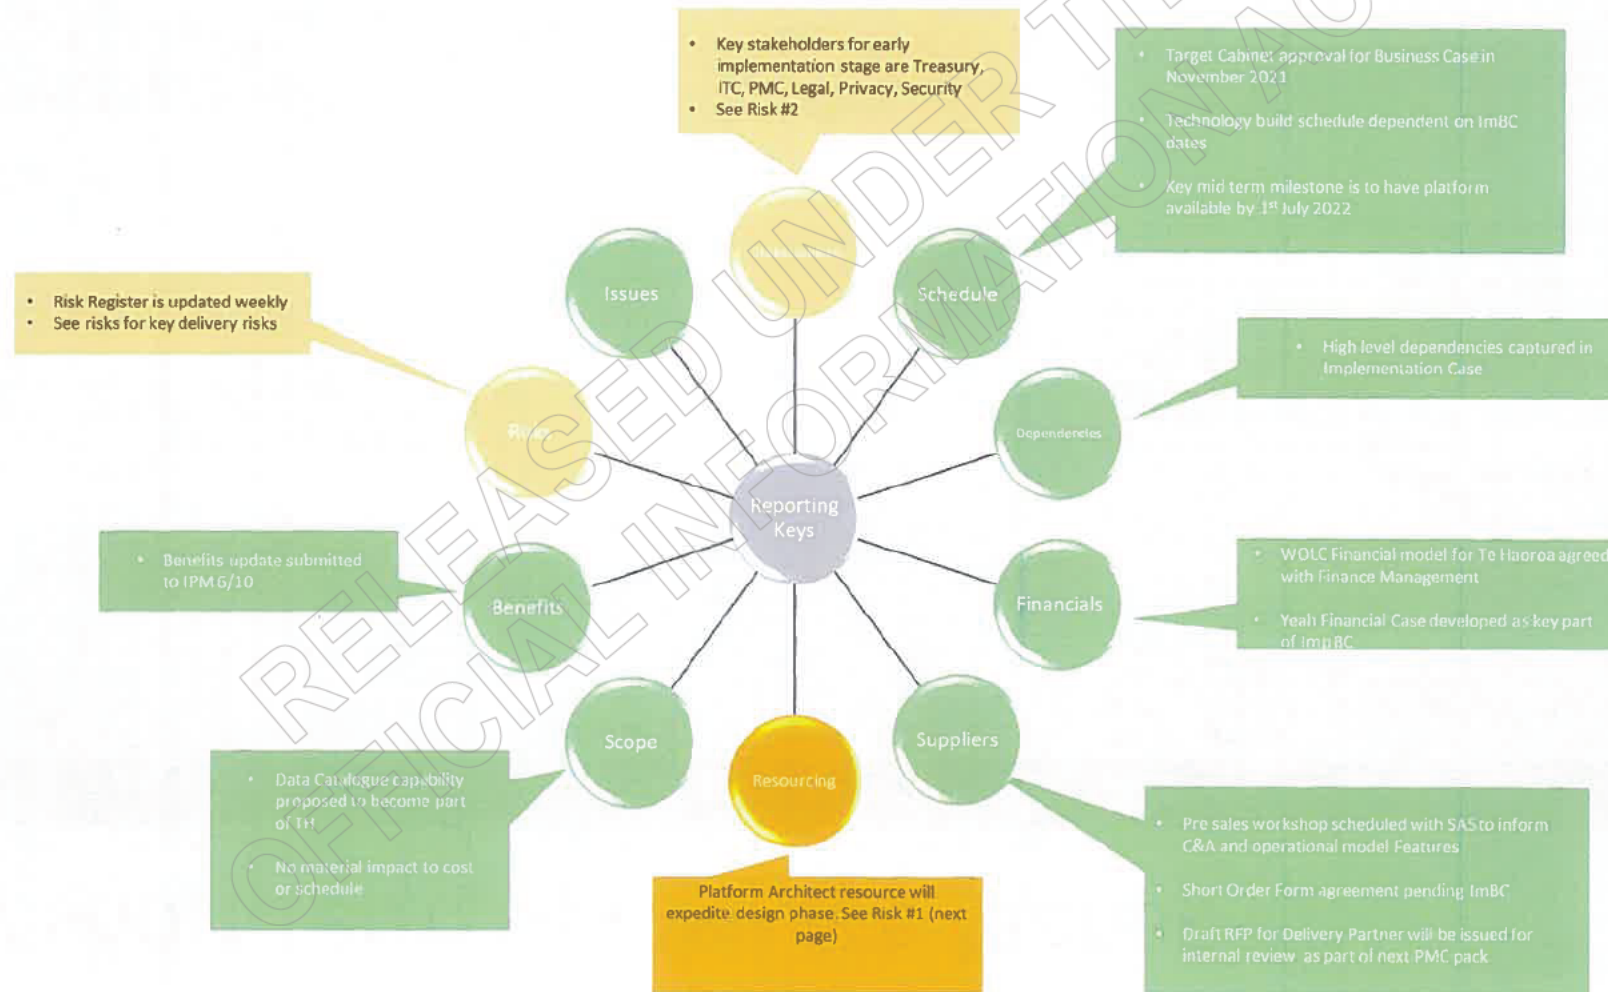 • Key stakeholders for early
implementation stage are Treasury,
ITC, PMC, Legal, Privacy, Security
• See Risk #2
• Target Cabinet approval for Business Case in
November 2021
• Technology build schedule dependent on ImBC
dates
• Key mid term milestone is to have platform
available by 1st July 2022
Issues
Schedule
• Risk Register is updated weekly
• See risks for key delivery risks
• High level dependencies captured in
Implementation Case
Risks
Dependencies
Reporting
Keys
• Benefits update submitted
to IPM 6/10
• WOLC Financial model for Te Haoroa agreed
with Finance Management
• Yeah Financial Case developed as key part
of ImpBC
Benefits
Financials
Scope
Suppliers
Resourcing
• Data Catalogue capability
proposed to become part
of TH
• No material impact to cost
or schedule
• Pre sales workshop scheduled with SAS to inform
C&A and operational model Features
• Short Order Form agreement pending ImBC
• Draft RFP for Delivery Partner will be issued for
internal review as part of next PMC pack
Platform Architect resource will
expedite design phase. See Risk #1 (next
page)
RELEASED UNDER TH
OFFICIAL INFORMATION AC